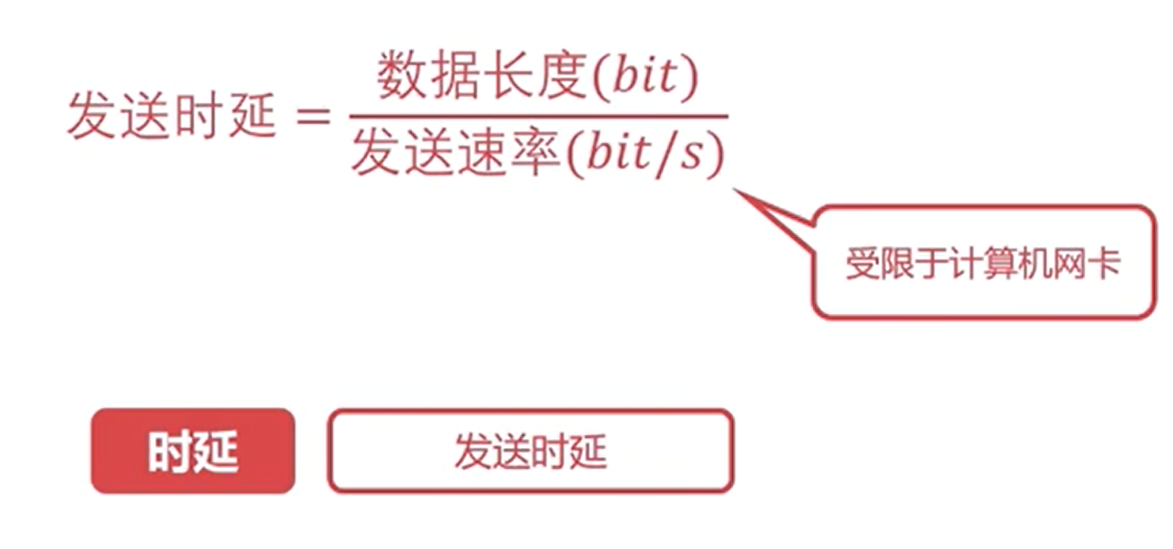 发送时延 = 数据长度(bit)
发送速率(bit/s)
受限于计算机网卡
时延
发送时延